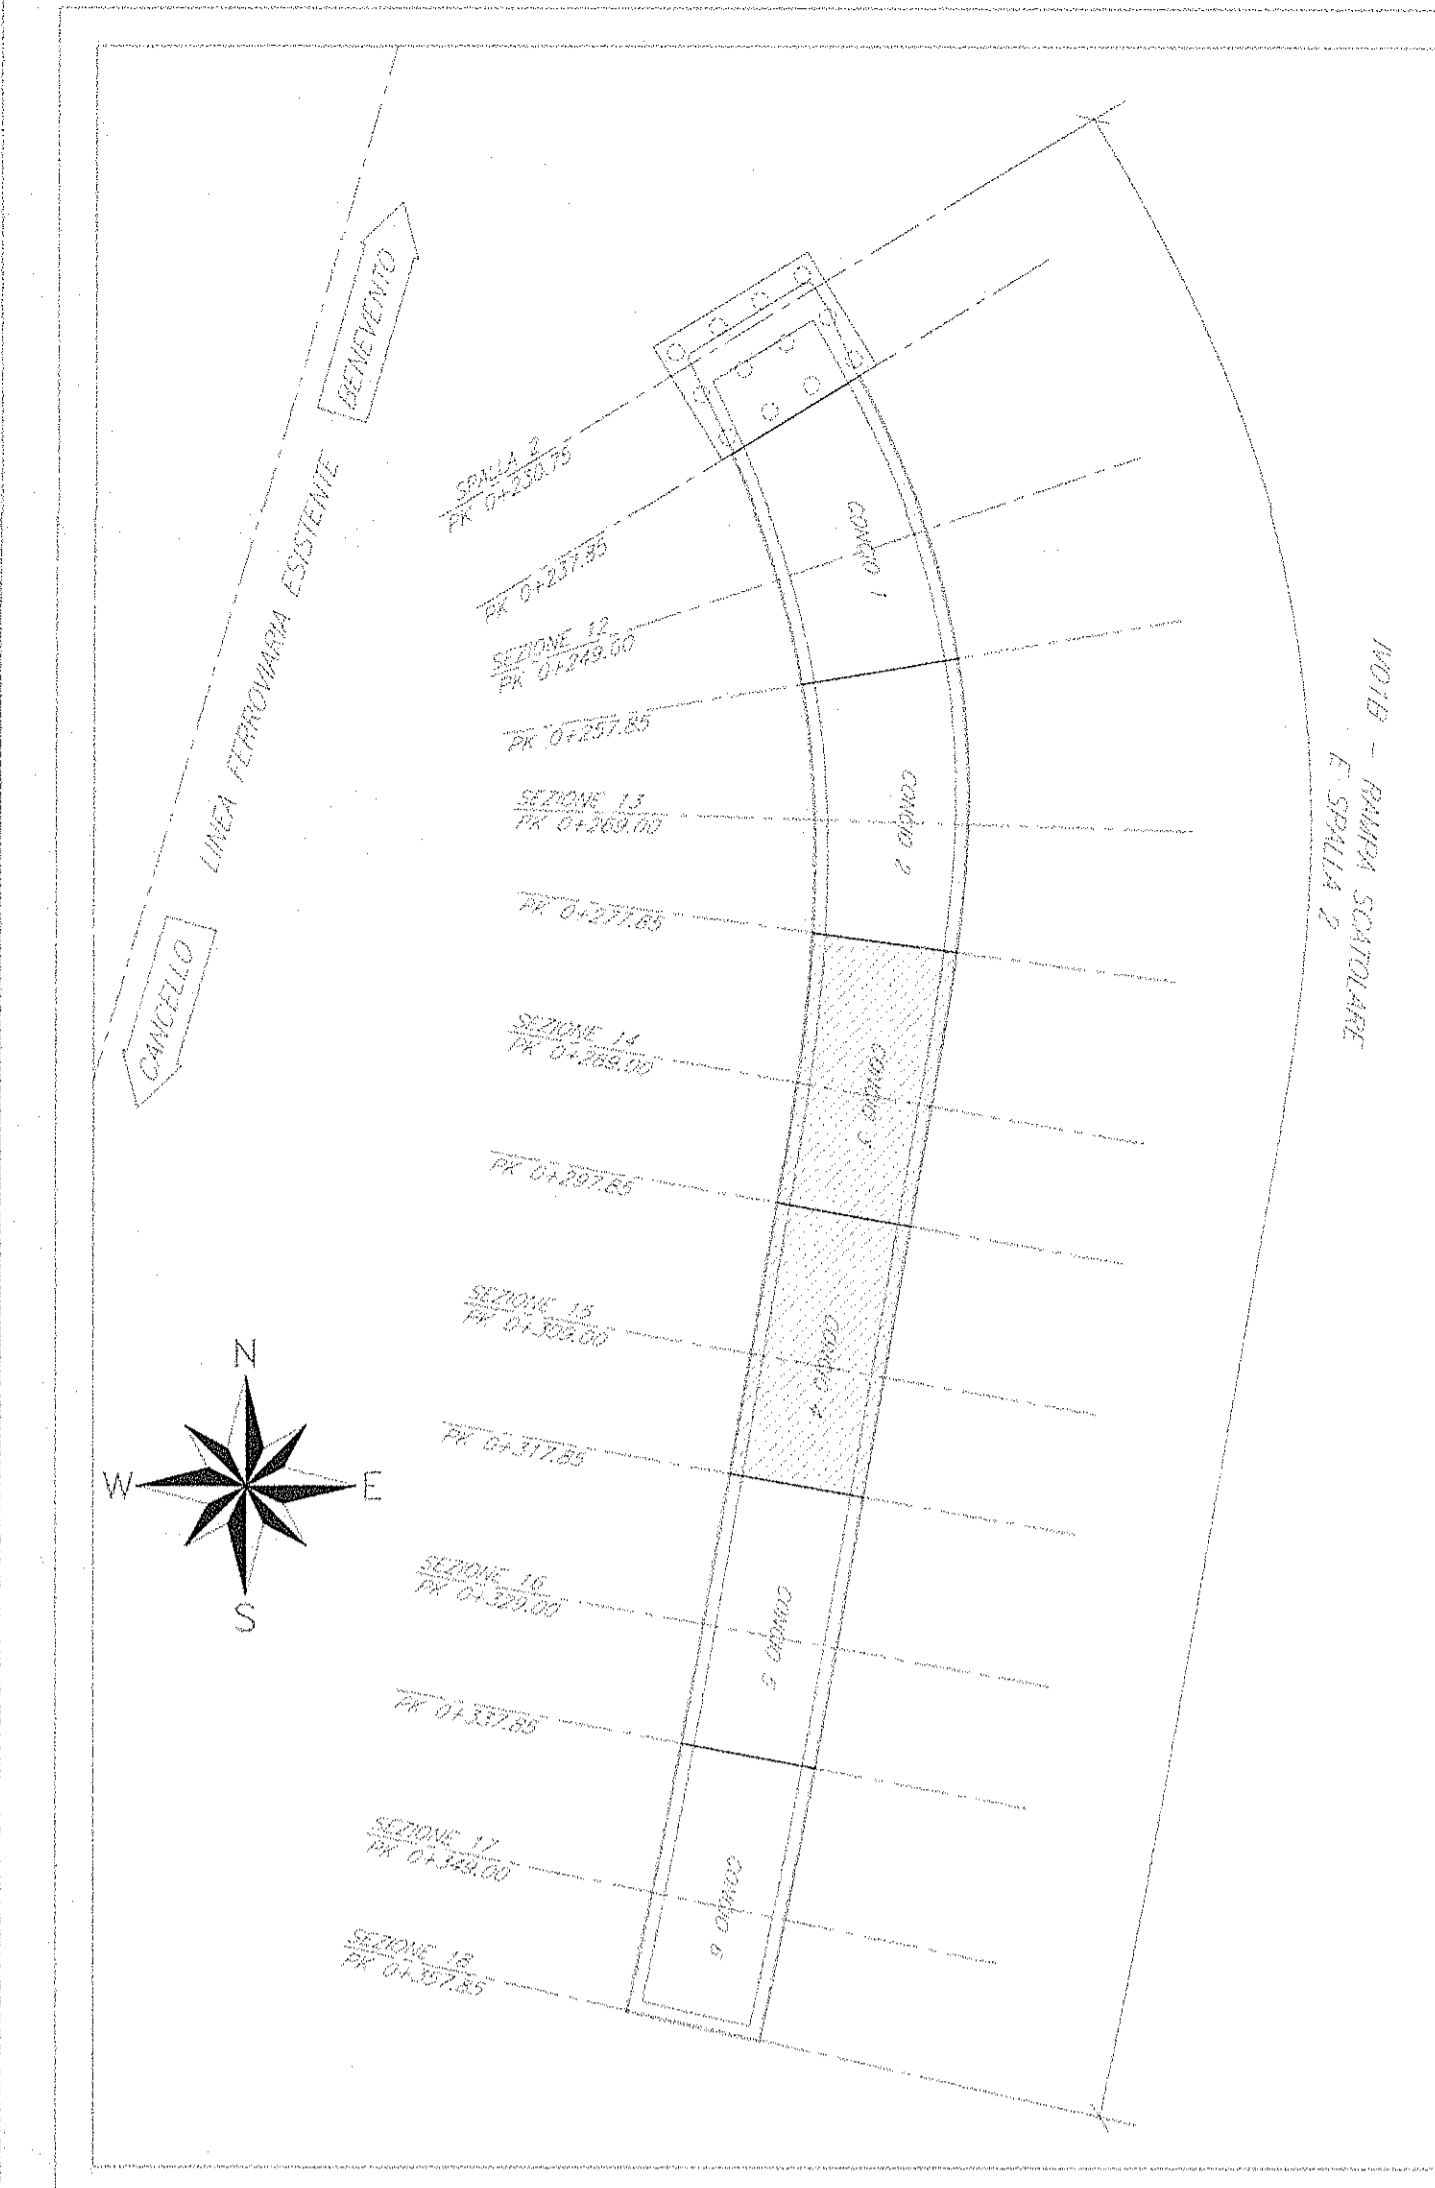 BENEVENTO
LINEA FERROVIARIA ESISTENTE
CANCELLO
SPALLA 2
PK 0+230.75
PK 0+237.85
SEZIONE 12
PK 0+249.00
PK 0+257.85
SEZIONE 13
PK 0+269.00
PK 0+277.85
SEZIONE 14
PK 0+289.00
PK 0+297.85
SEZIONE 15
PK 0+309.00
PK 0+317.85
SEZIONE 16
PK 0+329.00
PK 0+337.85
SEZIONE 17
PK 0+349.00
SEZIONE 18
PK 0+357.85
CONCIO 1
CONCIO 2
CONCIO 3
CONCIO 4
CONCIO 5
CONCIO 6
IV01B - RAMPA SCATOLARE
E SPALLA 2
N
W
E
S